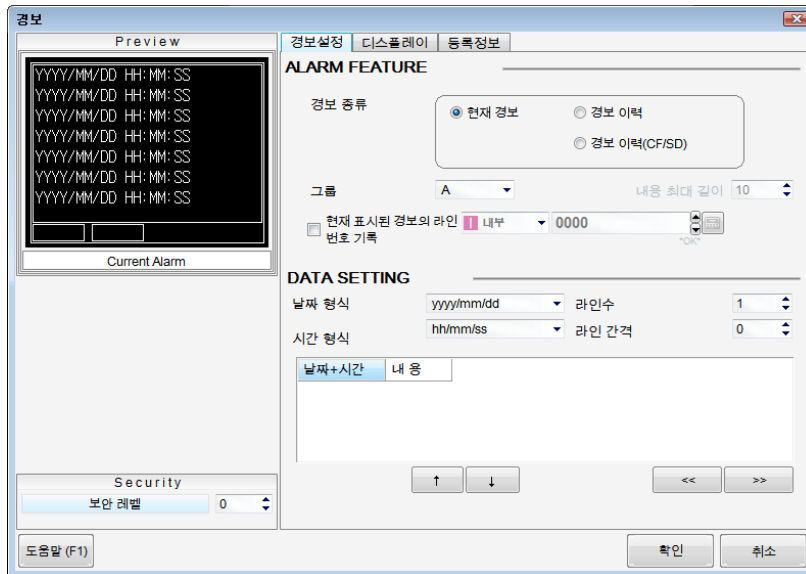 경보
Preview
YYYY/MM/DD HH:MM:SS
YYYY/MM/DD HH:MM:SS
YYYY/MM/DD HH:MM:SS
YYYY/MM/DD HH:MM:SS
YYYY/MM/DD HH:MM:SS
YYYY/MM/DD HH:MM:SS
YYYY/MM/DD HH:MM:SS
Current Alarm
Security
보안 레벨 0
경보설정 디스플레이 등록정보
ALARM FEATURE
경보 종류 현재 경보 경보 이력
경보 이력(CF/SD)
그룹 A 내용 최대 길이 10
현재 표시된 경보의 라인
번호 기록
내부 0000
*OK*
DATA SETTING
날짜 형식 yyyy/mm/dd 라인수 1
시간 형식 hh/mm/ss 라인 간격 0
날짜+시간 내 용
↑ ↓ << >>
도움말 (F1) 확인 취소